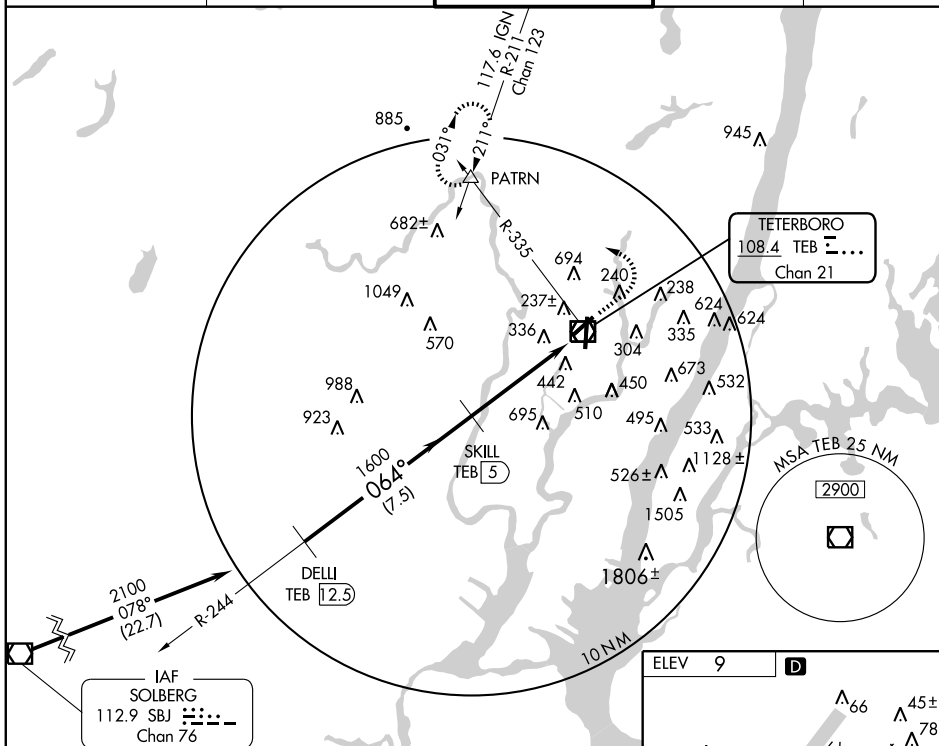 117.6 IGN
R-211
Chan 123
885
031°
211°
PATRN
945
682±
R-335
TETERBORO
108.4 TEB
Chan 21
694
240
238
1049
237±
624
624
570
336
304
335
988
442
450
673
532
923
695
510
495
533
SKILL
TEB 5
1600
064°
(7.5)
526±
1128±
1505
MSA TEB 25 NM
2900
1806±
DELLI
TEB 12.5
2100
078°
(22.7)
R-244
10 NM
IAF
SOLBERG
112.9 SBJ
Chan 76
ELEV 9
D
66
45±
78